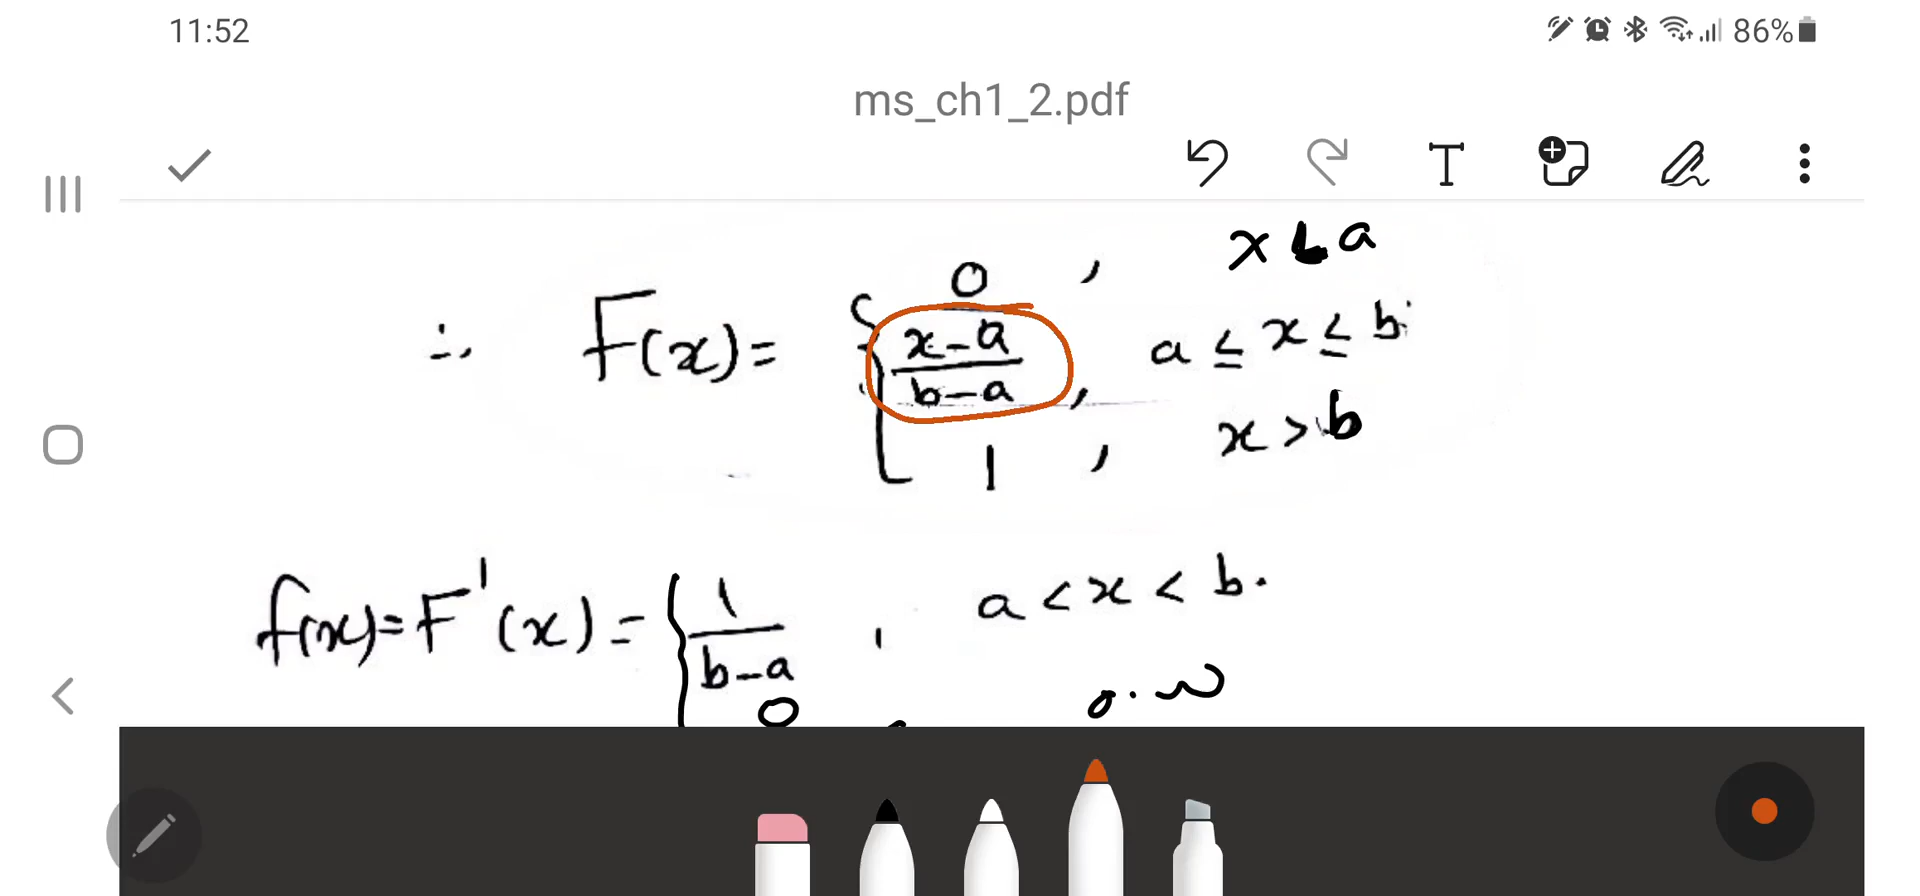 11:52
86%
ms_ch1_2.pdf
T
∴ F(x) = { 0 , x < a
x-a/b-a , a ≤ x ≤ b
1 , x > b
f(x) = F'(x) = { 1/b-a , a < x < b.
0 , o.w